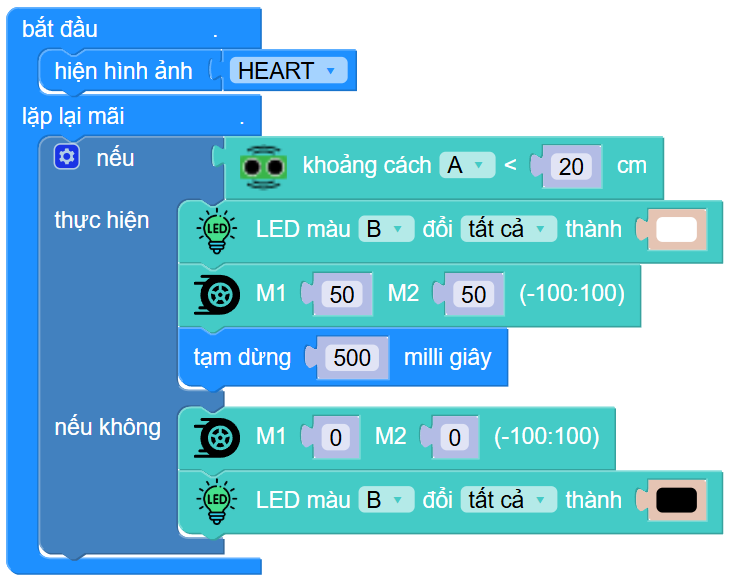 bắt đầu .
hiện hình ảnh HEART
lặp lại mãi .
nếu khoảng cách A < 20 cm
thực hiện
LED LED màu B đổi tất cả thành
M1 50 M2 50 (-100:100)
tạm dừng 500 milli giây
nếu không
M1 0 M2 0 (-100:100)
LED LED màu B đổi tất cả thành